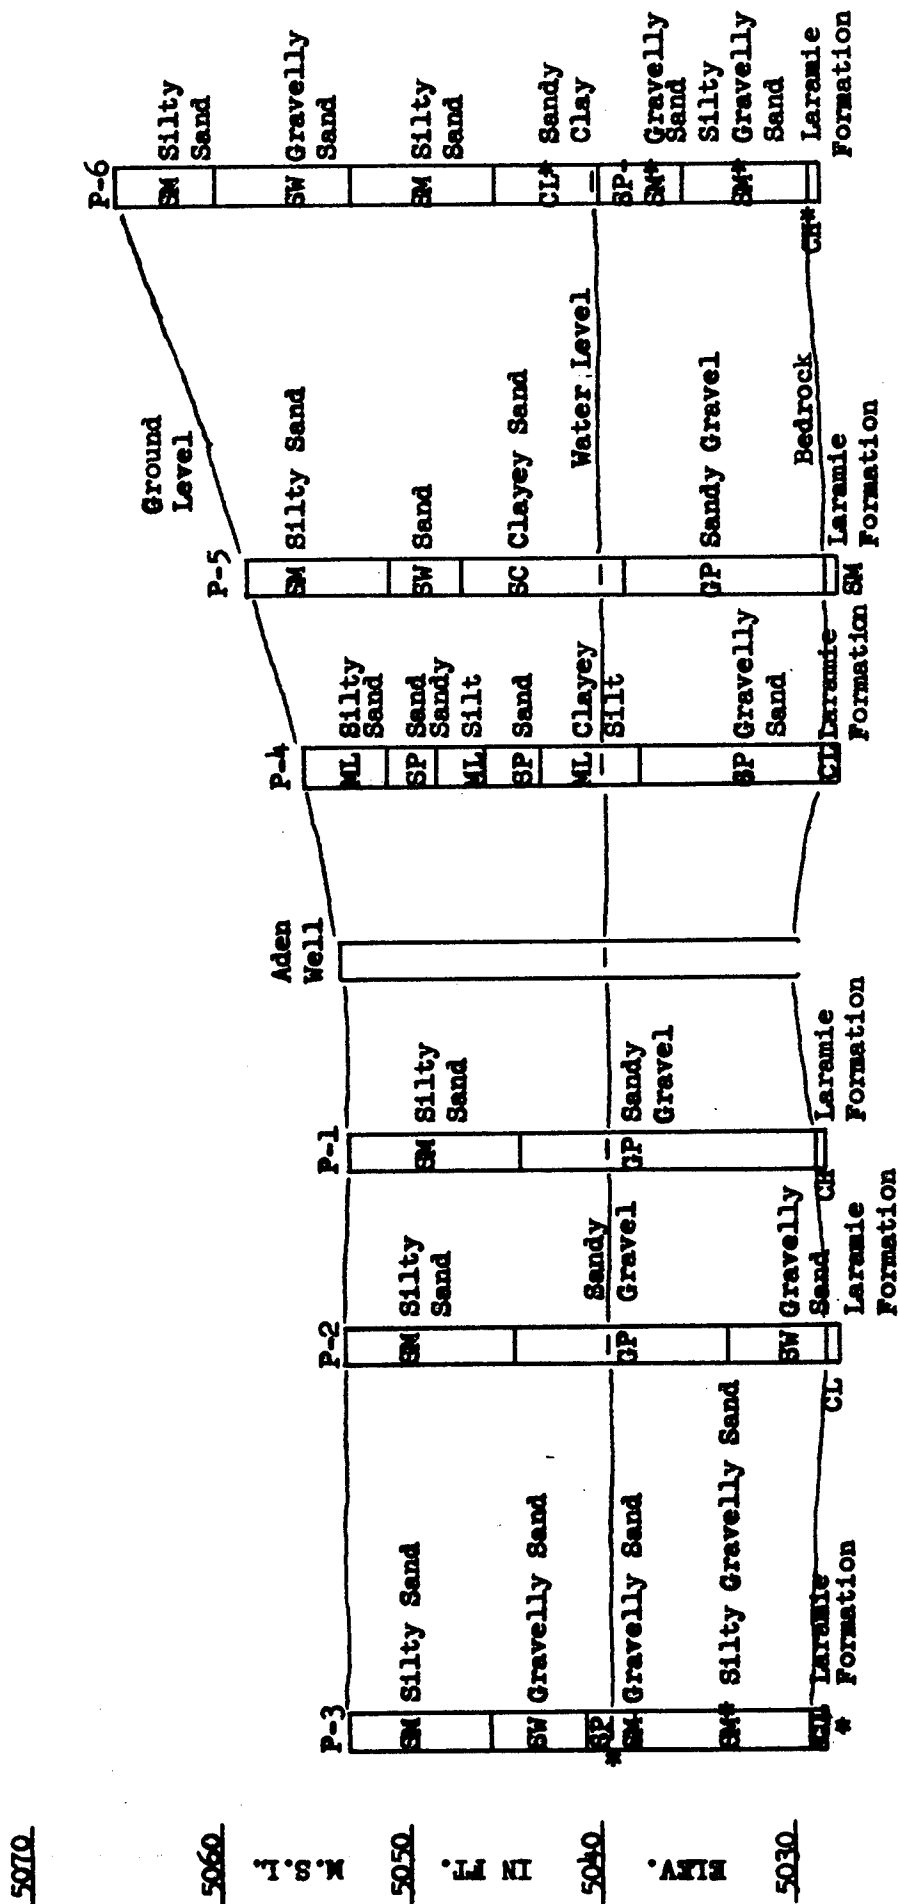 5070
5060
5050
5040
5030
ELEV. IN FT. M.S.L.
P-3
SM Silty Sand
SW Gravelly Sand
SP
SM Gravelly Sand
*
SM* Silty Gravelly Sand
Laramie
Formation
*
P-2
SM Silty
Sand
Sandy
GP Gravel
SW Gravelly
Sand
CL Laramie
Formation
P-1
SM Silty
Sand
GP Sandy
Gravel
CH Laramie
Formation
Aden
Well
P-4
ML Silty
Sand
SP Sand
Sandy
ML Silt
SP Sand
ML Clayey
Silt
SP Gravelly
Sand
CL Laramie
Formation
Ground
Level
P-5
SM Silty Sand
SW Sand
SC Clayey Sand
Water Level
GP Sandy Gravel
Bedrock
Laramie
SM Formation
P-6
SM Silty
Sand
SW Gravelly
Sand
SM Silty
Sand
CL* Sandy
Clay
SP-
SM* Gravelly
Sand
Silty
SM* Gravelly
Sand
CH* Laramie
Formation